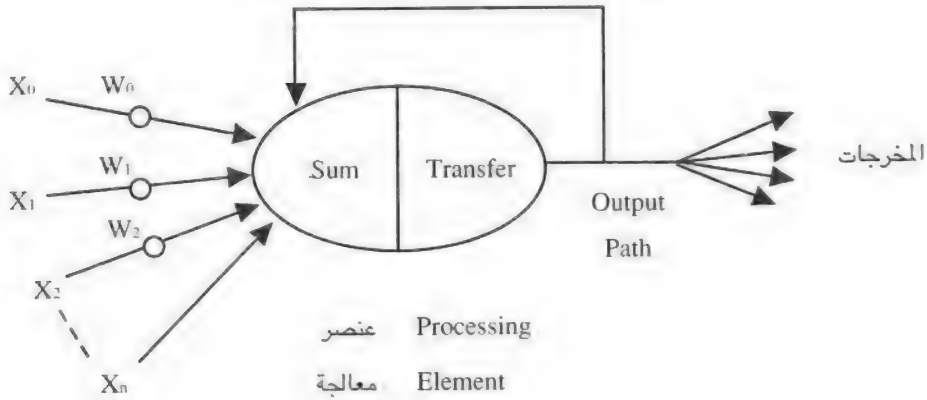 X₀ W₀
X₁ W₁
X₂ W₂
Xₙ
Sum Transfer
Output
Path
المخرجات
عنصر Processing
معالجة Element